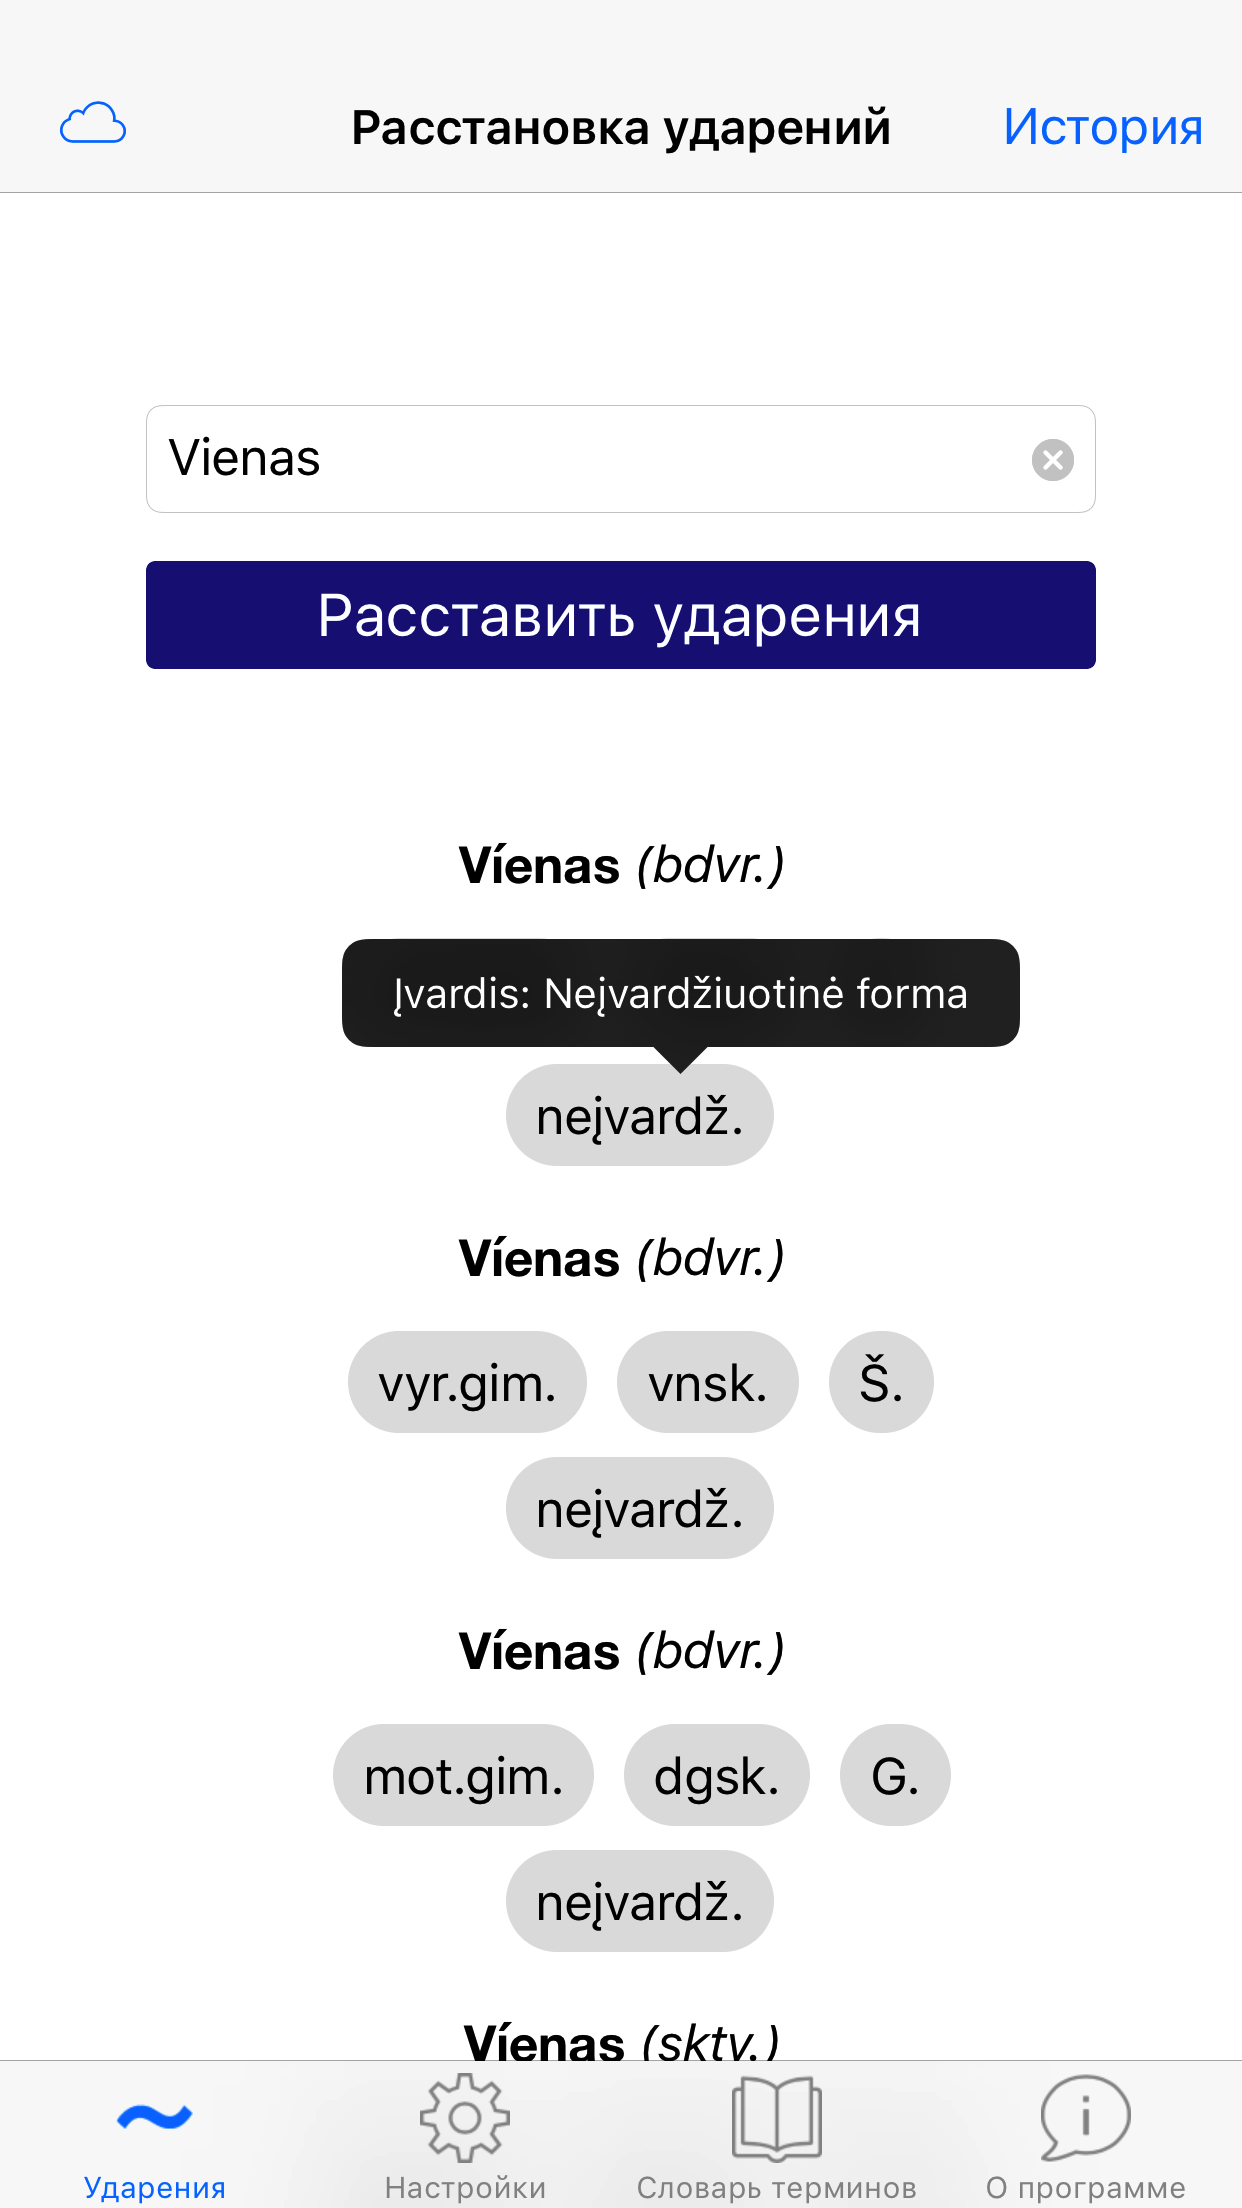 Расстановка ударений
История
Vienas
Расставить ударения
Víenas (bdvr.)
Įvardis: Neįvardžiuotinė forma
neįvardž.
Víenas (bdvr.)
vyr.gim. vnsk. Š.
neįvardž.
Víenas (bdvr.)
mot.gim. dgsk. G.
neįvardž.
Víenas (sktv.)
Ударения
Настройки
Словарь терминов
О программе